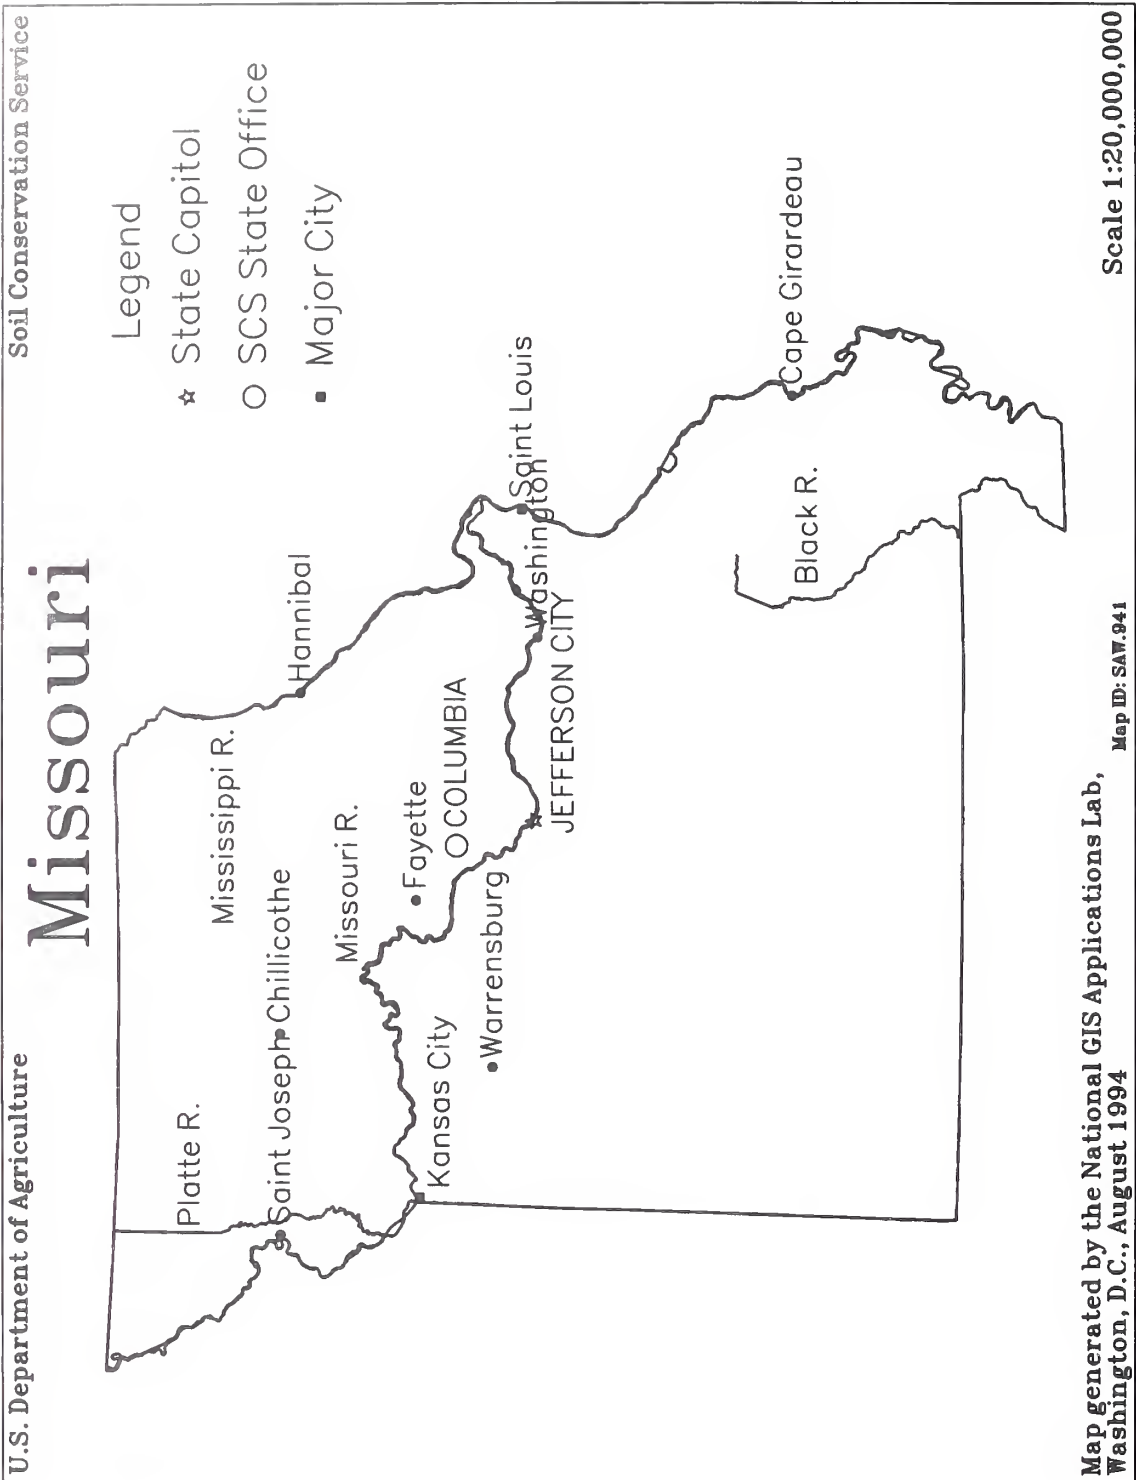 U.S. Department of Agriculture
Soil Conservation Service
Missouri
Legend
State Capitol
SCS State Office
Major City
Platte R.
Mississippi R.
Hannibal
Saint Joseph
Chillicothe
Missouri R.
Fayette
COLUMBIA
Kansas City
Warrensburg
Saint Louis
Washington
JEFFERSON CITY
Cape Girardeau
Black R.
Map generated by the National GIS Applications Lab,
Washington, D.C., August 1994
Map ID: SAW.941
Scale 1:20,000,000